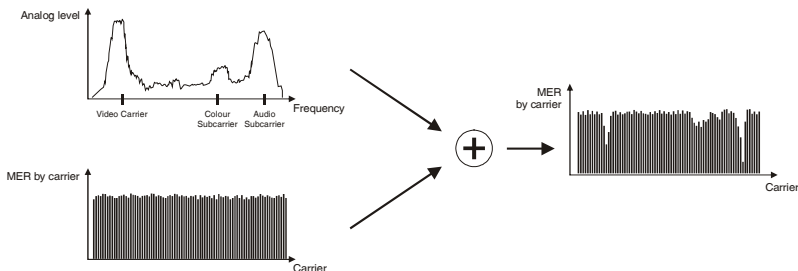 Analog level
Frequency
Video Carrier
Colour
Subcarrier
Audio
Subcarrier
MER by carrier
Carrier
MER
by carrier
Carrier